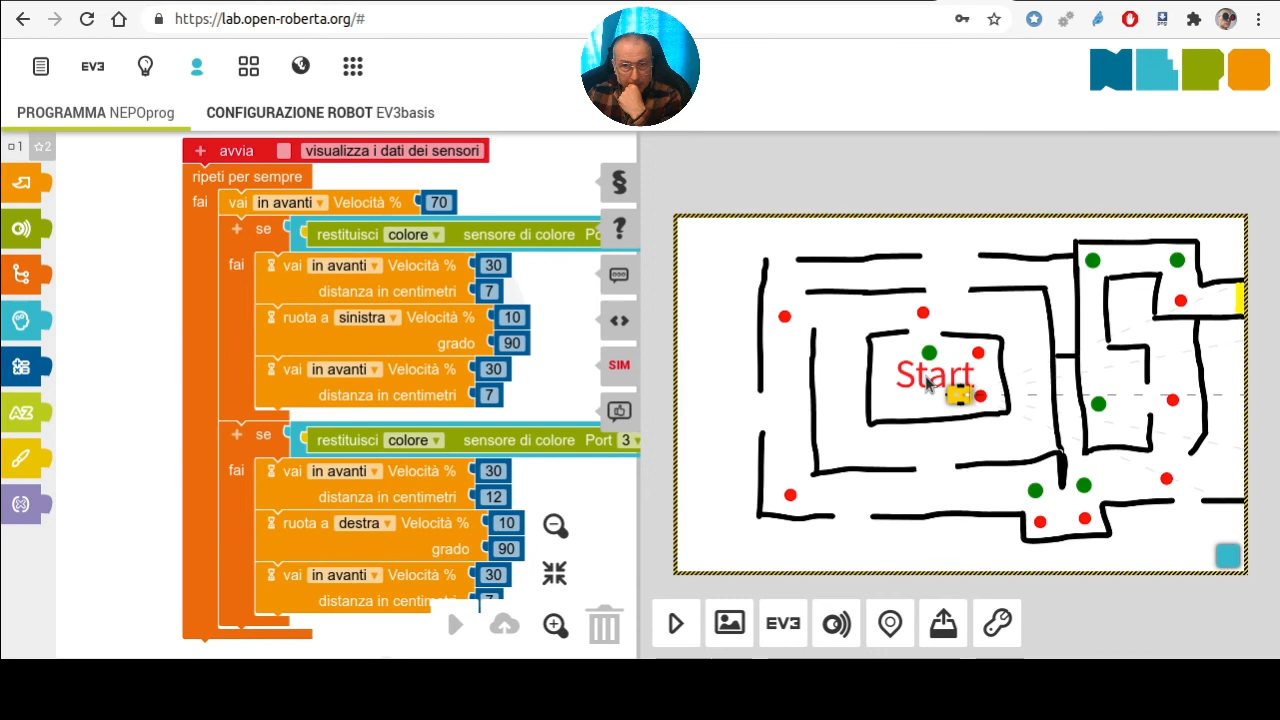 https://lab.open-roberta.org/#
EV3
PROGRAMMA NEPOprog
CONFIGURAZIONE ROBOT EV3basis
1
2
+ avvia visualizza i dati dei sensori
ripeti per sempre
fai vai in avanti Velocità % 70
+ se restituisci colore sensore di colore
fai vai in avanti Velocità % 30
distanza in centimetri 7
ruota a sinistra Velocità % 10
grado 90
vai in avanti Velocità % 30
distanza in centimetri 7
+ se restituisci colore sensore di colore Port 3
fai vai in avanti Velocità % 30
distanza in centimetri 12
ruota a destra Velocità % 10
grado 90
vai in avanti Velocità % 30
§
?
SIM
Start
EV3